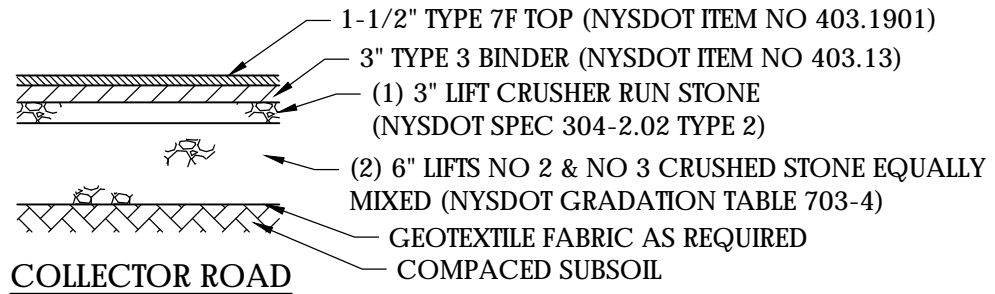 1-1/2" TYPE 7F TOP (NYSDOT ITEM NO 403.1901)
3" TYPE 3 BINDER (NYSDOT ITEM NO 403.13)
(1) 3" LIFT CRUSHER RUN STONE
(NYSDOT SPEC 304-2.02 TYPE 2)
(2) 6" LIFTS NO 2 & NO 3 CRUSHED STONE EQUALLY
MIXED (NYSDOT GRADATION TABLE 703-4)
GEOTEXTILE FABRIC AS REQUIRED
COMPACED SUBSOIL
COLLECTOR ROAD